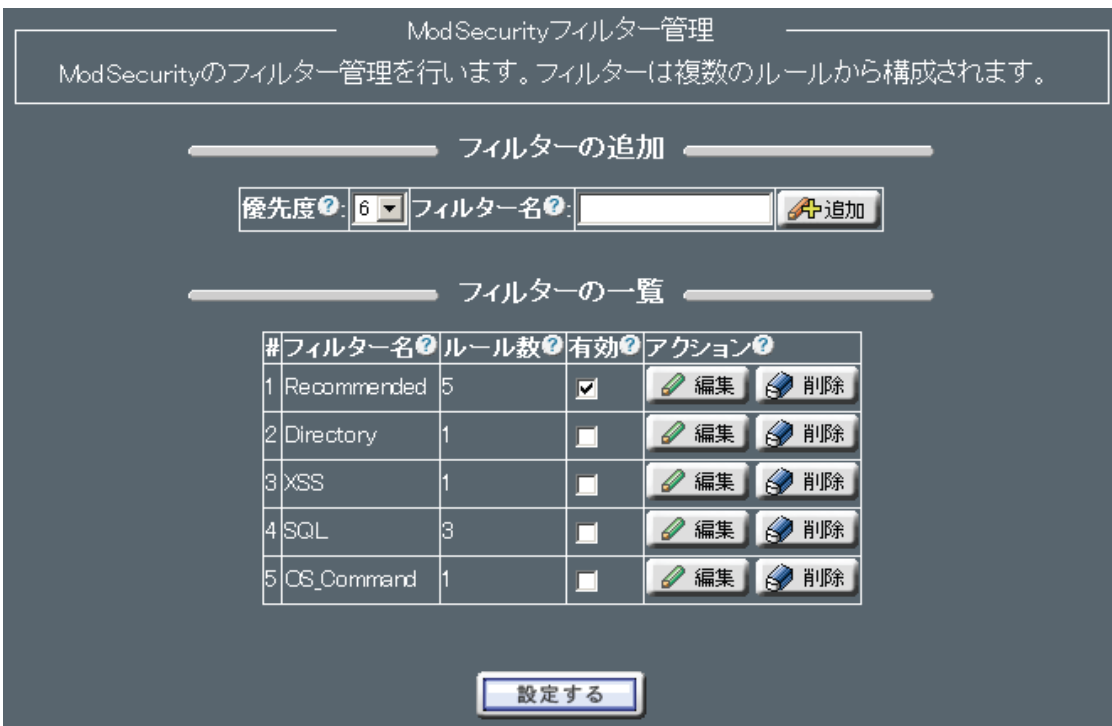 ModSecurityフィルター管理
ModSecurityのフィルター管理を行います。フィルターは複数のルールから構成されます。
フィルターの追加
優先度?: 6 フィルター名?: 追加
フィルターの一覧
# フィルター名? ルール数? 有効? アクション?
1 Recommended 5 編集 削除
2 Directory 1 編集 削除
3 XSS 1 編集 削除
4 SQL 3 編集 削除
5 OS_Command 1 編集 削除
設定する